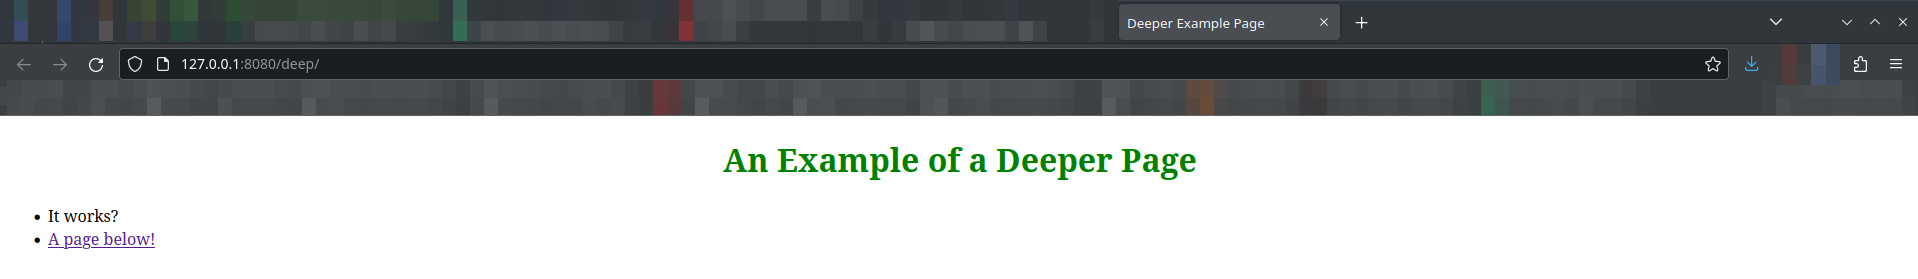 Deeper Example Page
127.0.0.1:8080/deep/
An Example of a Deeper Page
It works?
A page below!